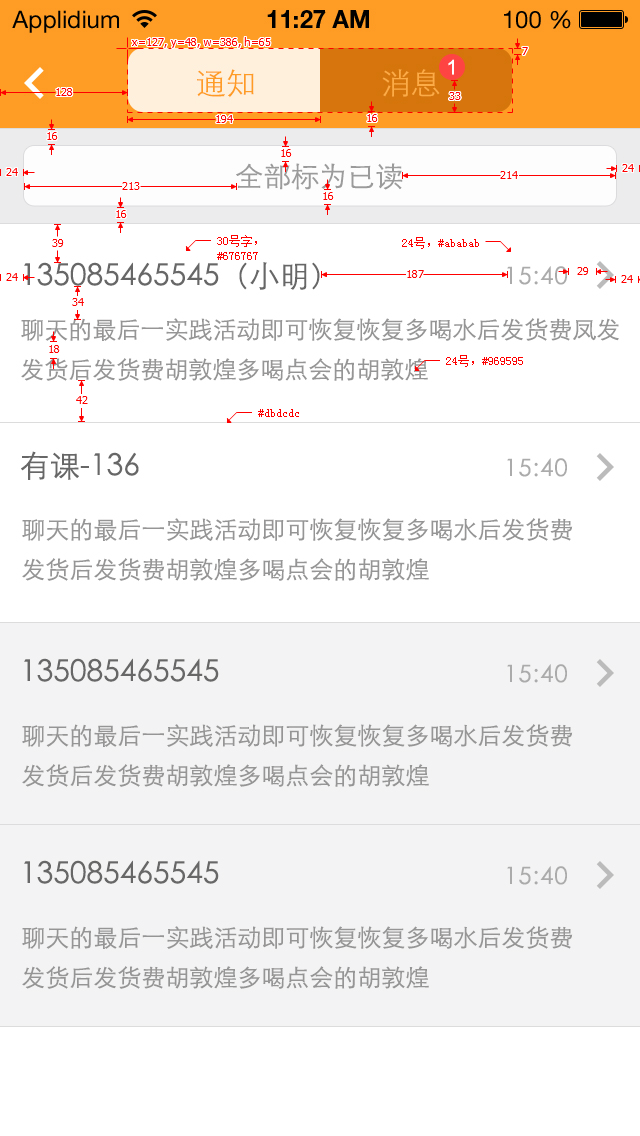 Applidium 11:27 AM 100 %
x=127, y=48, w=386, h=65
7
通知 消息 1
128
33
194
16
16
16
24
24
全部标为已读
213
214
16
16
39
30号字，
#676767
24号，#ababab
135085465545（小明） 15:40
24
187
29
24
34
聊天的最后一实践活动即可恢复恢复多喝水后发货费凤发
18
发货后发货费胡敦煌多喝点会的胡敦煌
24号，#969595
42
#dbdcdc
有课-136 15:40
聊天的最后一实践活动即可恢复恢复多喝水后发货费
发货后发货费胡敦煌多喝点会的胡敦煌
135085465545 15:40
聊天的最后一实践活动即可恢复恢复多喝水后发货费
发货后发货费胡敦煌多喝点会的胡敦煌
135085465545 15:40
聊天的最后一实践活动即可恢复恢复多喝水后发货费
发货后发货费胡敦煌多喝点会的胡敦煌